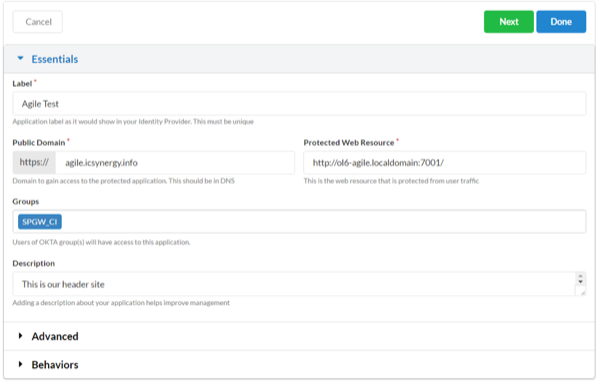 Cancel Next Done
Essentials
Label *
Agile Test
Application label as it would show in your Identity Provider. This must be unique
Public Domain * Protected Web Resource *
https:// agile.icsynergy.info http://ol6-agile.localdomain:7001/
Domain to gain access to the protected application. This should be in DNS This is the web resource that is protected from user traffic
Groups
SPGW_CI
Users of OKTA group(s) will have access to this application.
Description
This is our header site
Adding a description about your application helps improve management
Advanced
Behaviors